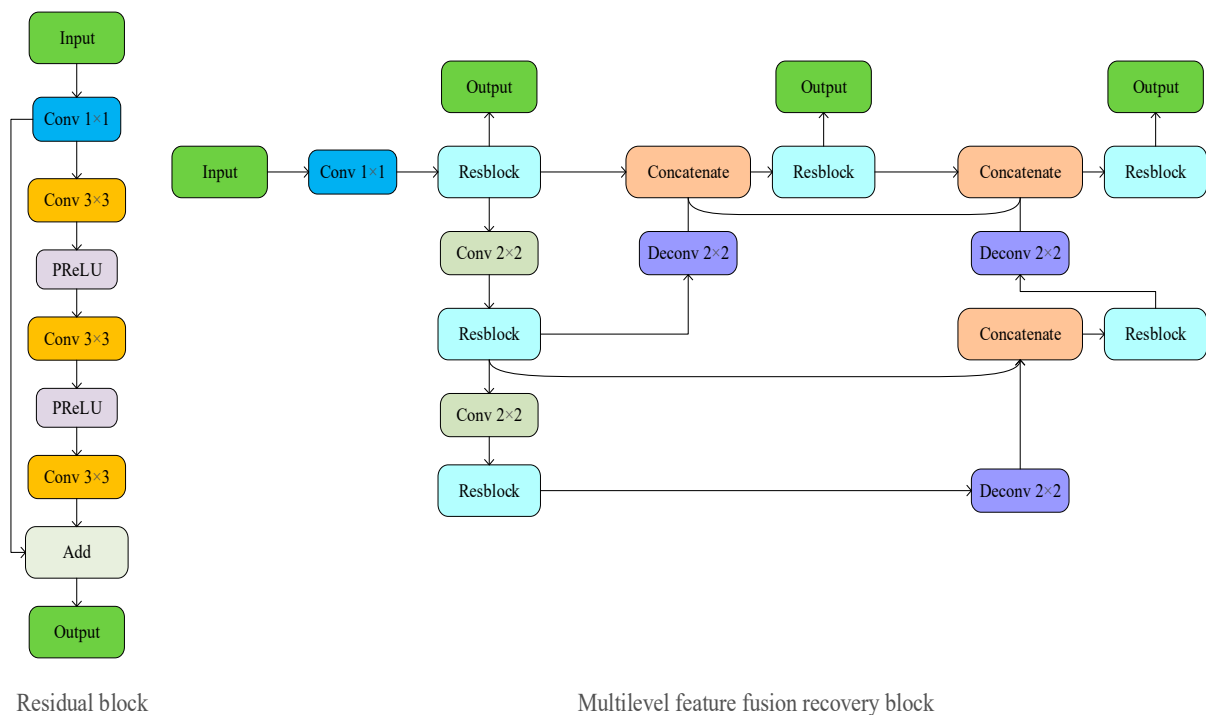 Input
Conv 1×1
Conv 3×3
PReLU
Conv 3×3
PReLU
Conv 3×3
Add
Output
Residual block
Output
Output
Output
Input
Conv 1×1
Resblock
Concatenate
Resblock
Concatenate
Resblock
Conv 2×2
Deconv 2×2
Deconv 2×2
Resblock
Concatenate
Resblock
Conv 2×2
Resblock
Deconv 2×2
Multilevel feature fusion recovery block